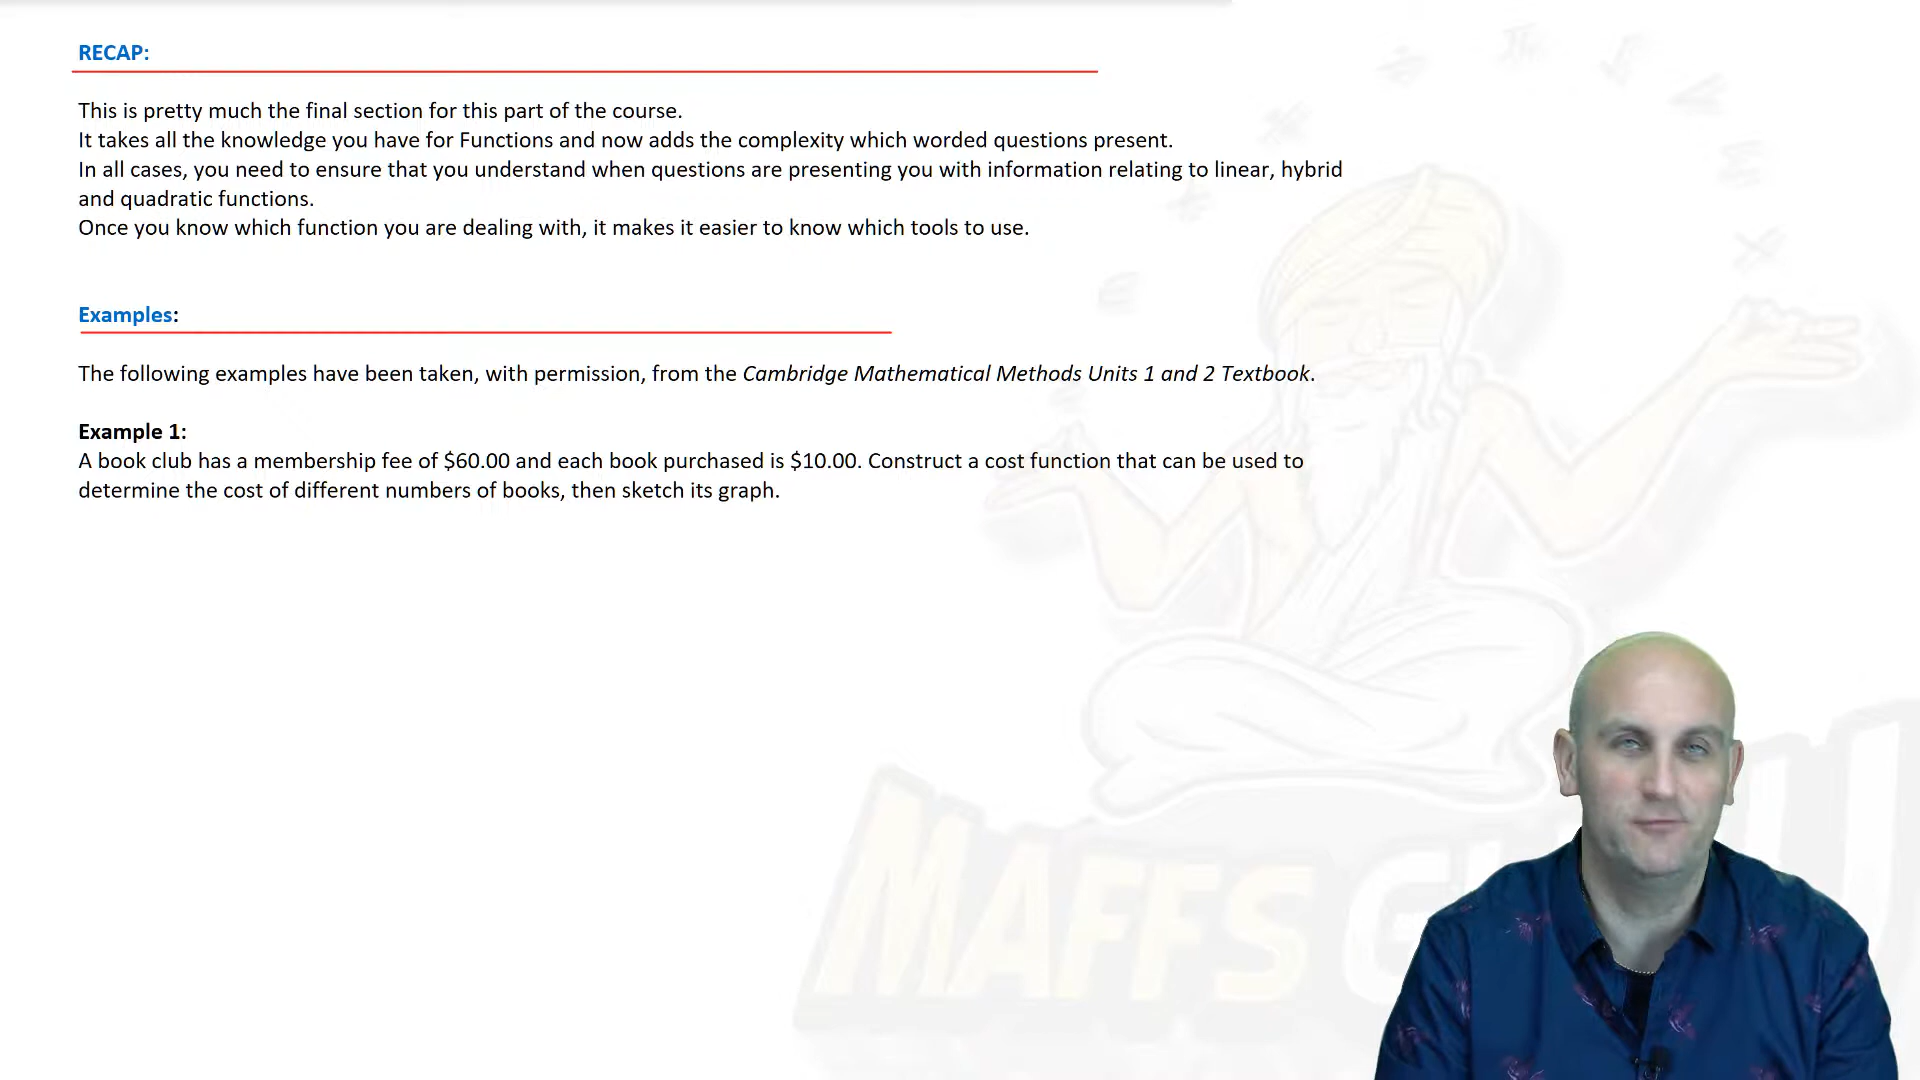 RECAP:
This is pretty much the final section for this part of the course.
It takes all the knowledge you have for Functions and now adds the complexity which worded questions present.
In all cases, you need to ensure that you understand when questions are presenting you with information relating to linear, hybrid
and quadratic functions.
Once you know which function you are dealing with, it makes it easier to know which tools to use.
Examples:
The following examples have been taken, with permission, from the Cambridge Mathematical Methods Units 1 and 2 Textbook.
Example 1:
A book club has a membership fee of $60.00 and each book purchased is $10.00. Construct a cost function that can be used to
determine the cost of different numbers of books, then sketch its graph.
MAFFS G